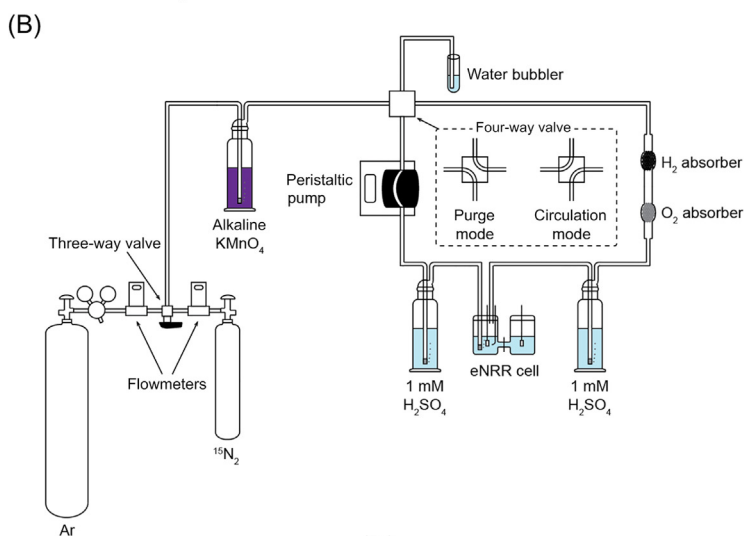 (B)
Water bubbler
Four-way valve
Peristaltic
pump
Purge
mode
Circulation
mode
H₂ absorber
O₂ absorber
Alkaline
KMnO₄
Three-way valve
Flowmeters
1 mM
H₂SO₄
eNRR cell
1 mM
H₂SO₄
¹⁵N₂
Ar